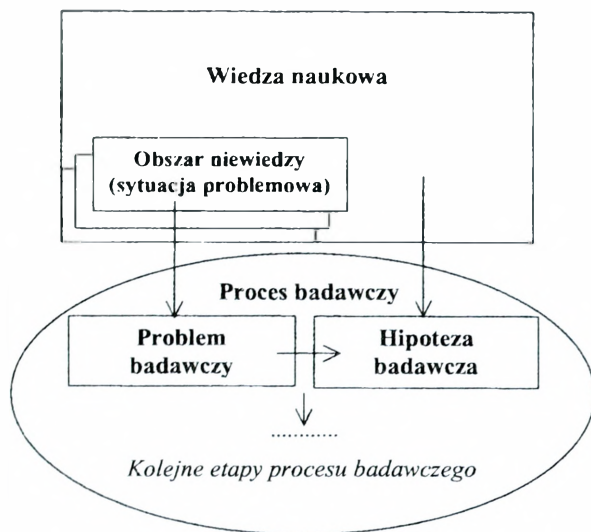 Wiedza naukowa
Obszar niewiedzy
(sytuacja problemowa)
Proces badawczy
Problem
badawczy
Hipoteza
badawcza
............
Kolejne etapy procesu badawczego